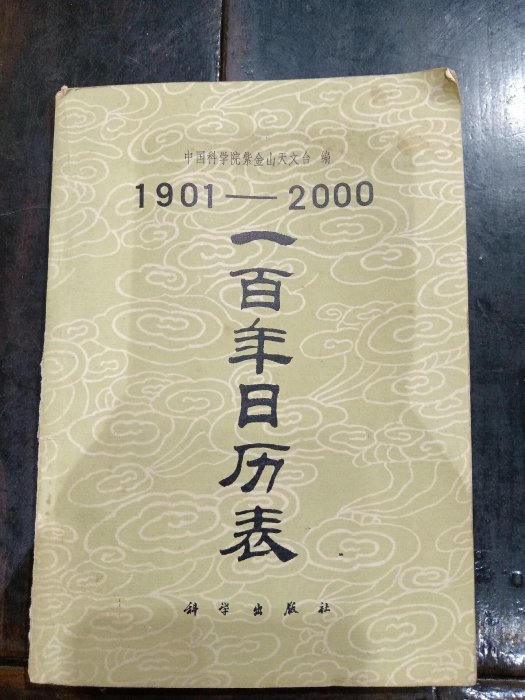 中国科学院紫金山天文台 编
1901—2000
一百年日历表
科学出版社